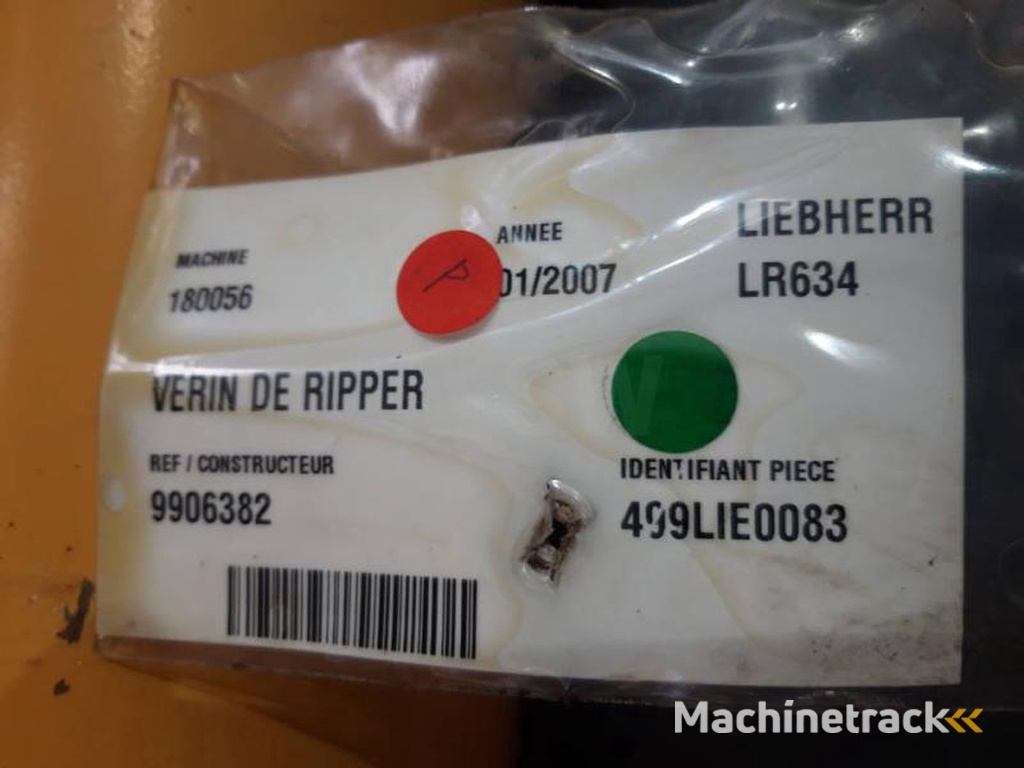 MACHINE
180056
ANNEE
01/2007
LIEBHERR
LR634
VERIN DE RIPPER
REF / CONSTRUCTEUR
9906382
IDENTIFIANT PIECE
499LIE0083
Machinetrack